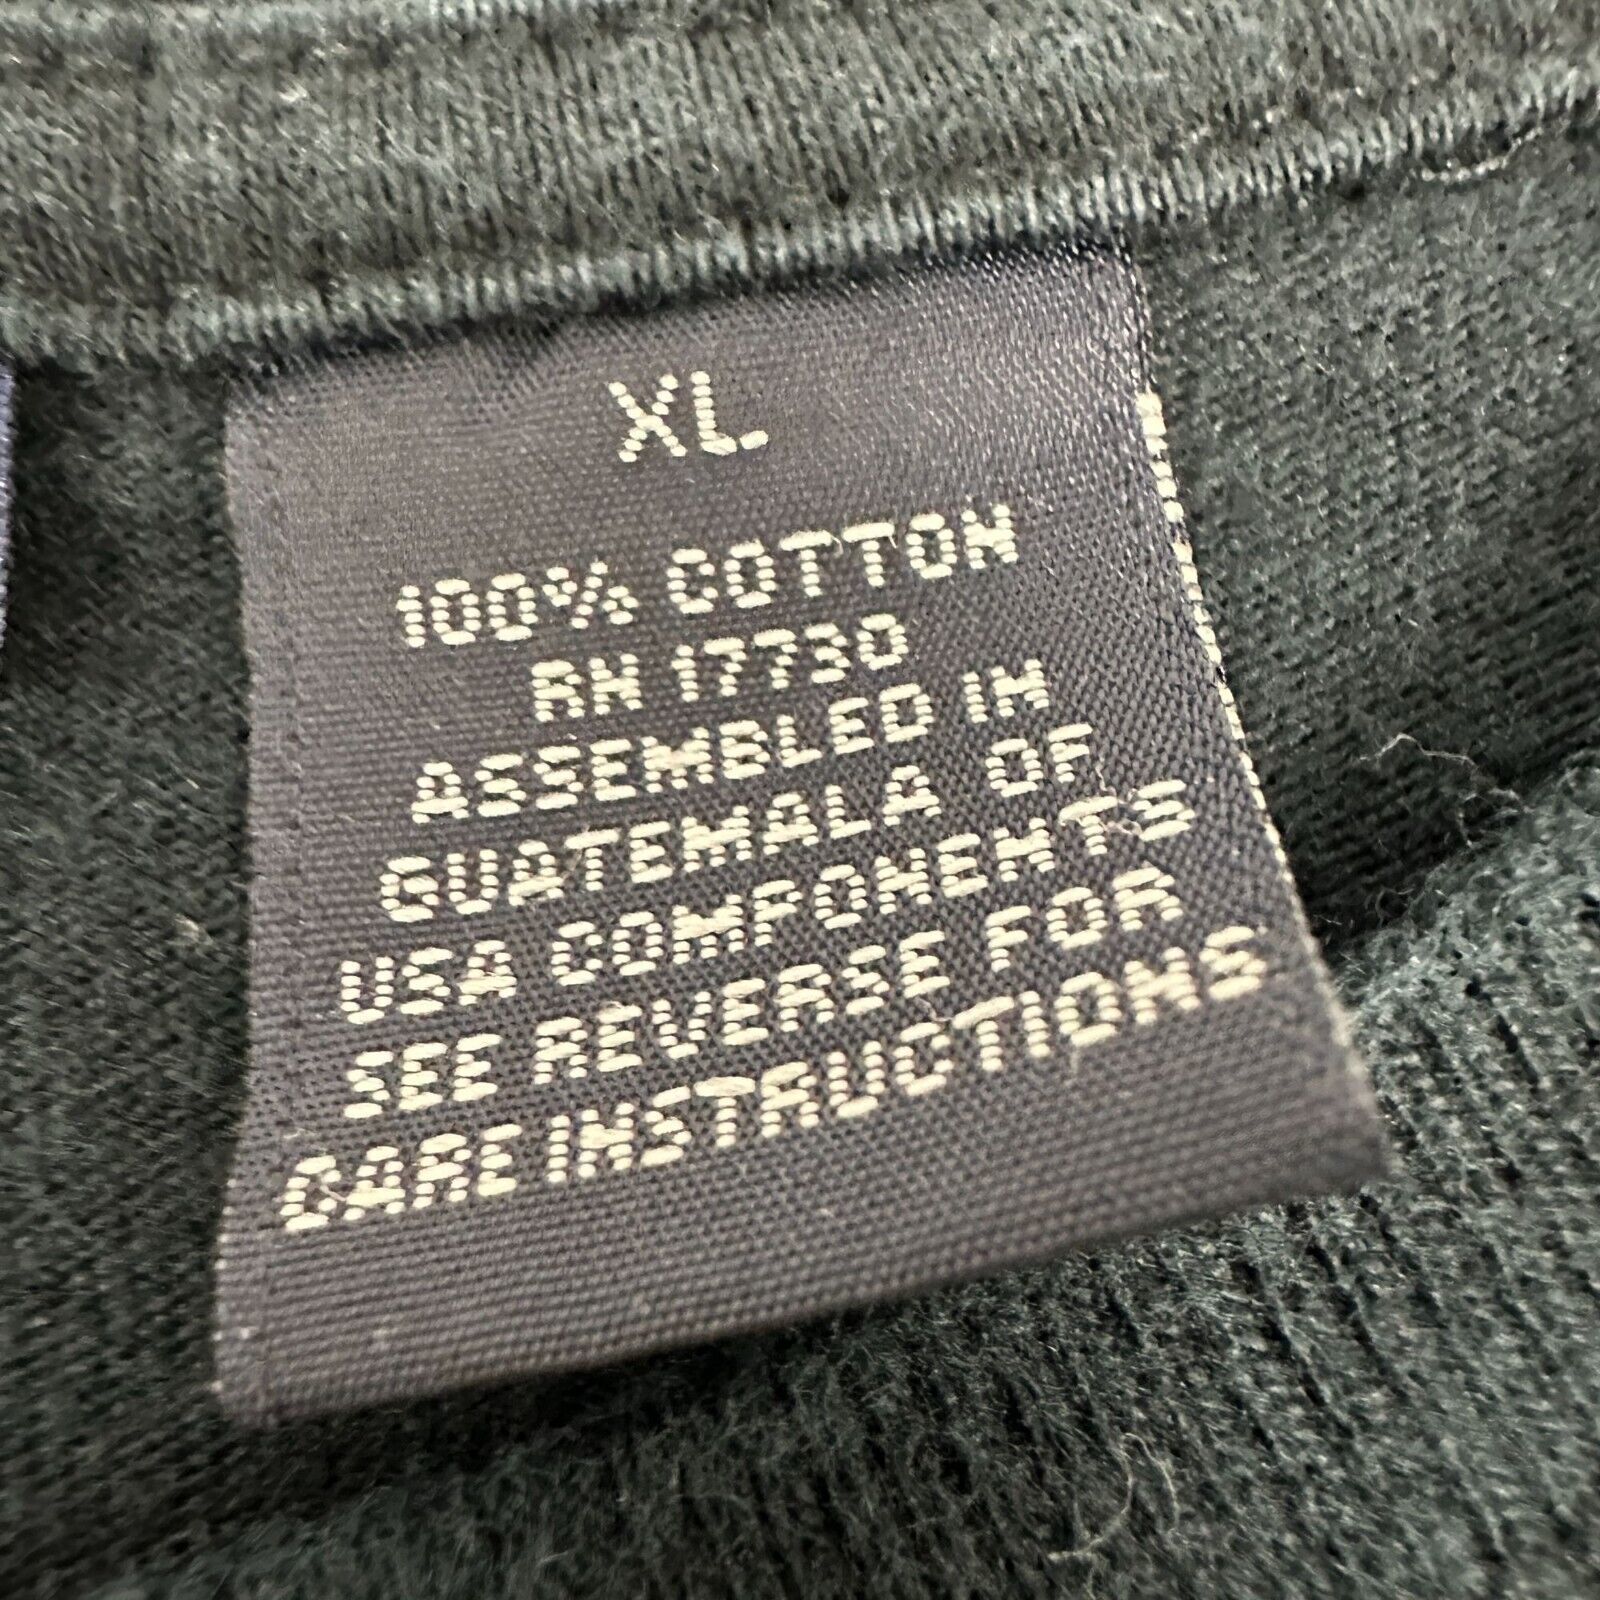 XL
100% COTTON
RN 17730
ASSEMBLED IN
GUATEMALA OF
USA COMPONENTS
SEE REVERSE FOR
CARE INSTRUCTIONS